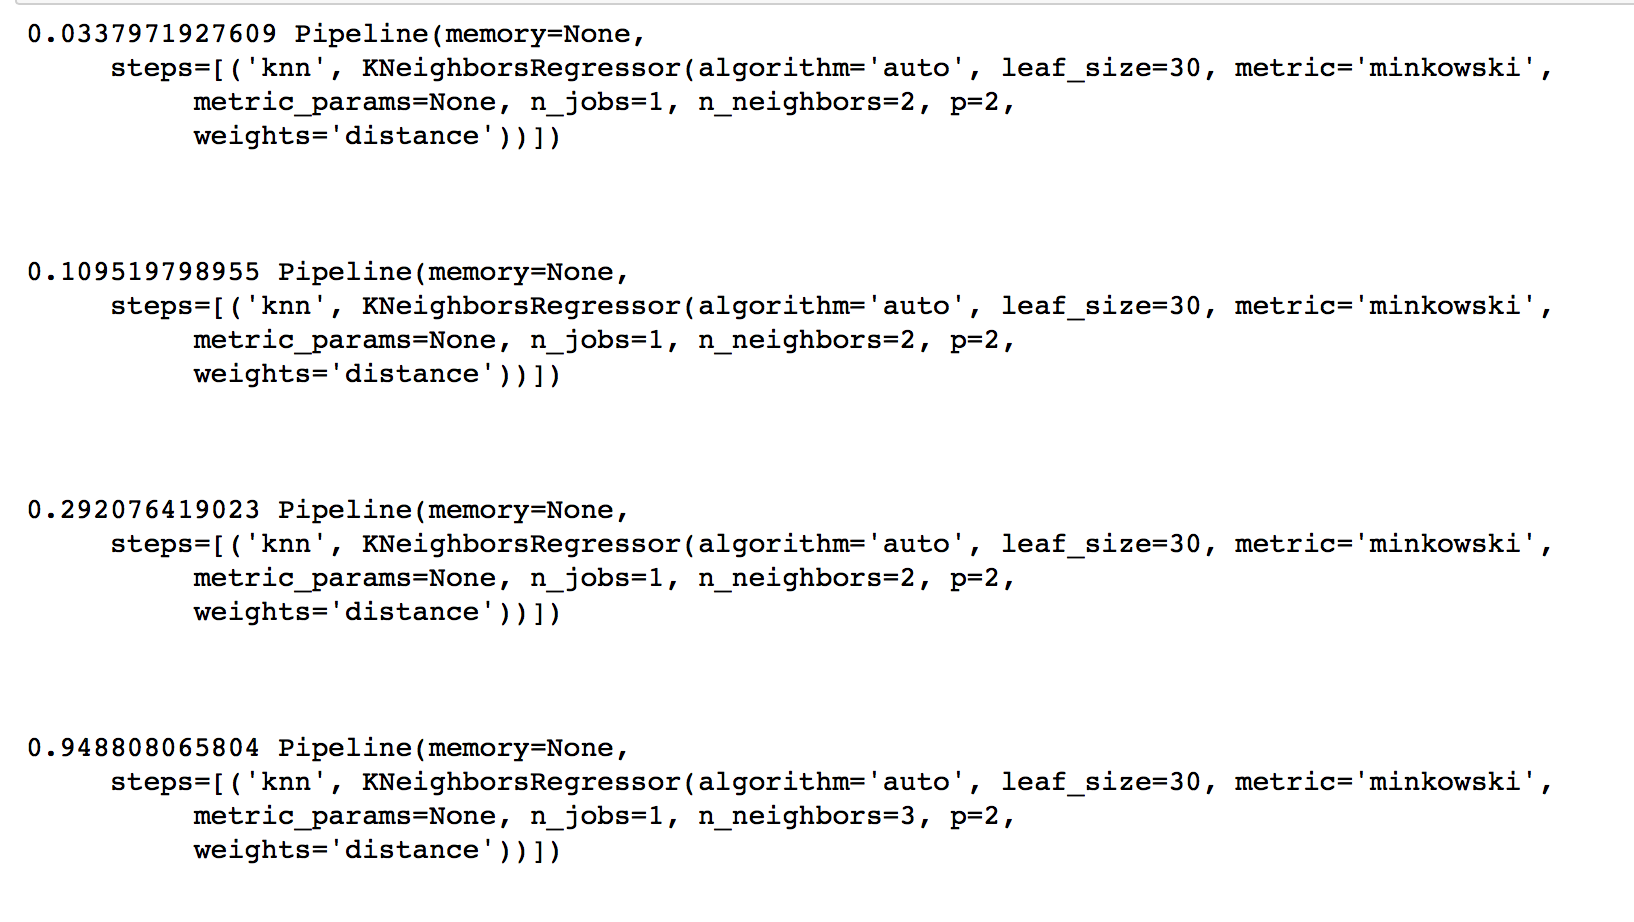 0.0337971927609 Pipeline(memory=None,
     steps=[('knn', KNeighborsRegressor(algorithm='auto', leaf_size=30, metric='minkowski',
          metric_params=None, n_jobs=1, n_neighbors=2, p=2,
          weights='distance'))])
0.109519798955 Pipeline(memory=None,
     steps=[('knn', KNeighborsRegressor(algorithm='auto', leaf_size=30, metric='minkowski',
          metric_params=None, n_jobs=1, n_neighbors=2, p=2,
          weights='distance'))])
0.292076419023 Pipeline(memory=None,
     steps=[('knn', KNeighborsRegressor(algorithm='auto', leaf_size=30, metric='minkowski',
          metric_params=None, n_jobs=1, n_neighbors=2, p=2,
          weights='distance'))])
0.948808065804 Pipeline(memory=None,
     steps=[('knn', KNeighborsRegressor(algorithm='auto', leaf_size=30, metric='minkowski',
          metric_params=None, n_jobs=1, n_neighbors=3, p=2,
          weights='distance'))])